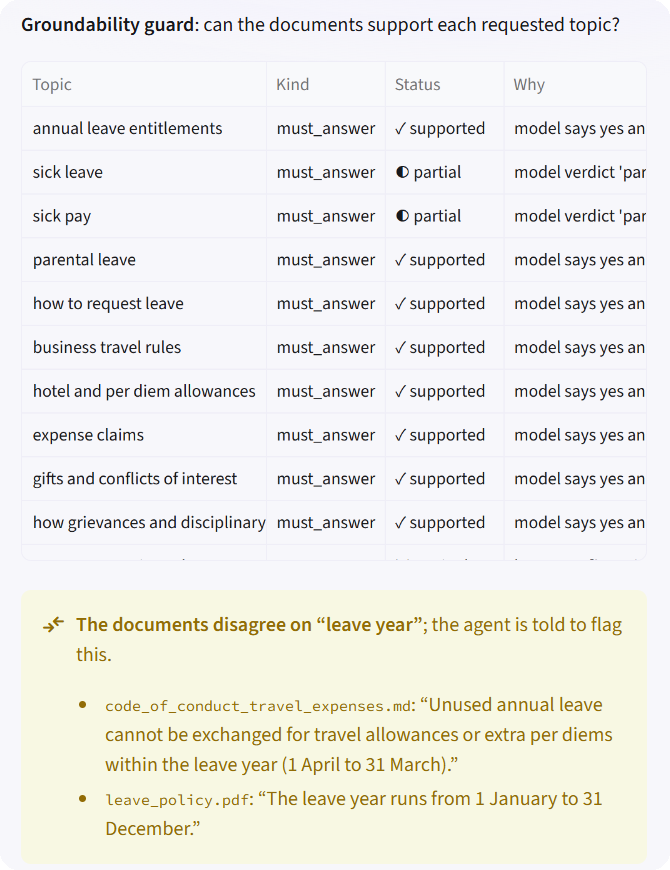 Groundability guard: can the documents support each requested topic?
Topic Kind Status Why
annual leave entitlements must_answer ✓ supported model says yes an
sick leave must_answer ◐ partial model verdict 'par
sick pay must_answer ◐ partial model verdict 'par
parental leave must_answer ✓ supported model says yes an
how to request leave must_answer ✓ supported model says yes an
business travel rules must_answer ✓ supported model says yes an
hotel and per diem allowances must_answer ✓ supported model says yes an
expense claims must_answer ✓ supported model says yes an
gifts and conflicts of interest must_answer ✓ supported model says yes an
how grievances and disciplinary must_answer ✓ supported model says yes an
The documents disagree on “leave year”; the agent is told to flag
this.
• code_of_conduct_travel_expenses.md: “Unused annual leave
cannot be exchanged for travel allowances or extra per diems
within the leave year (1 April to 31 March).”
• leave_policy.pdf: “The leave year runs from 1 January to 31
December.”